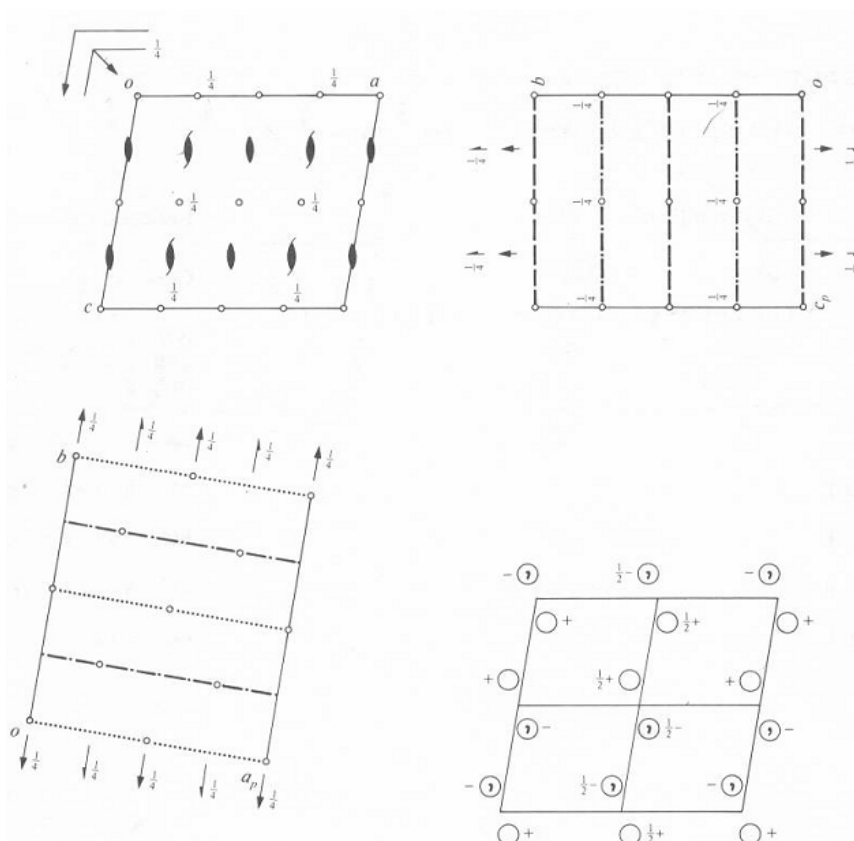 ¼
o ¼ ¼ a
¼ ¼
c ¼ ¼
b ¼ ¼ o
¼
¼ ¼
¼
¼ ¼ c_p
¼ ¼ ¼ ¼ ¼
b
o
a_p
¼ ¼ ¼ ¼ ¼
- , ½- , - ,
+ ½+ +
+ ½+ +
, - , ½- , -
- , ½- , - ,
+ ½+ +